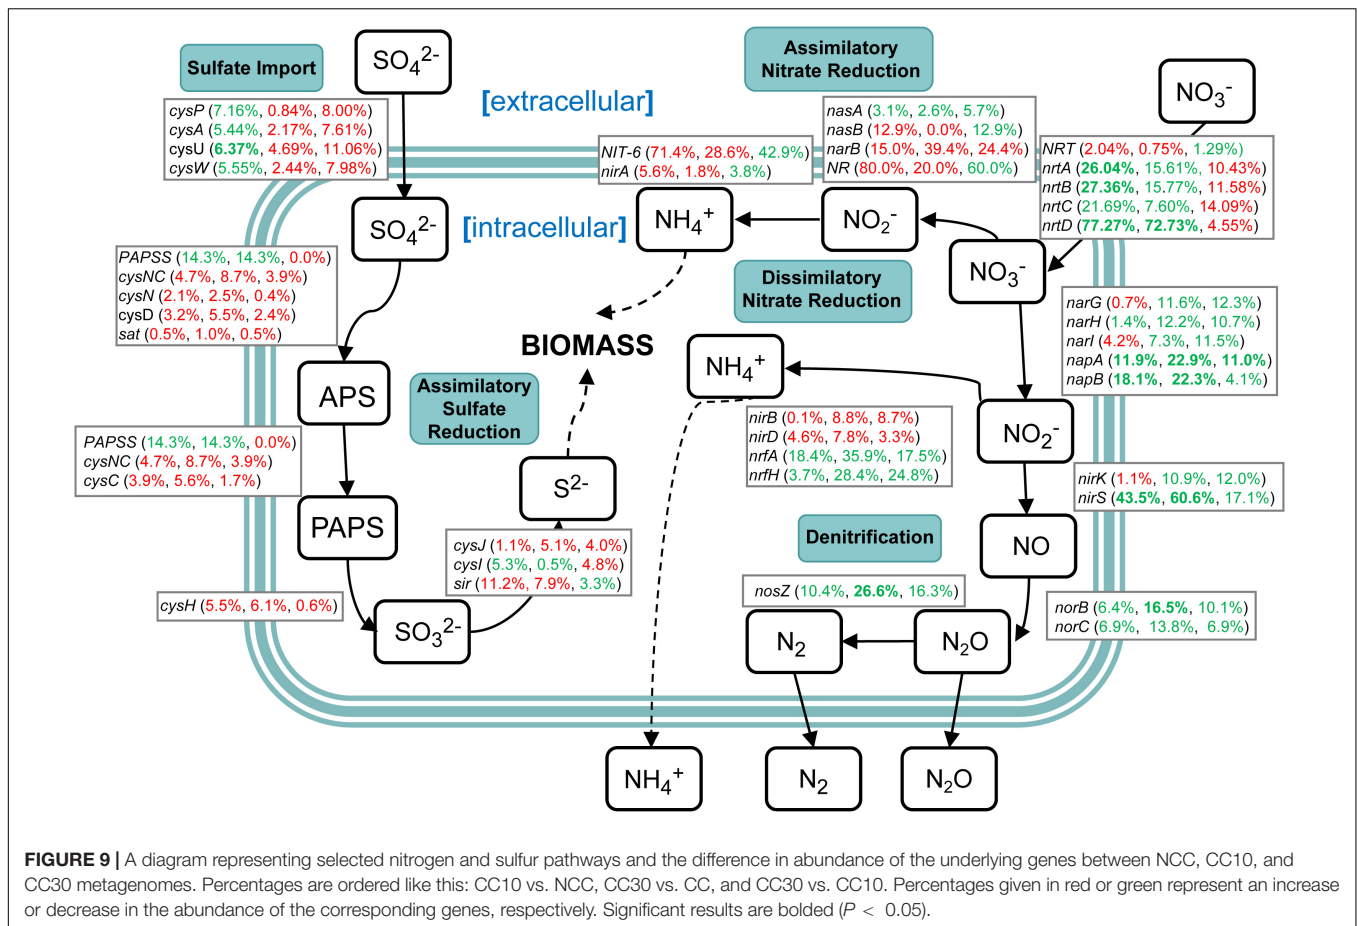 Sulfate Import
SO₄²⁻
Assimilatory
Nitrate Reduction
NO₃⁻
[extracellular]
cysP (7.16%, 0.84%, 8.00%)
cysA (5.44%, 2.17%, 7.61%)
cysU (6.37%, 4.69%, 11.06%)
cysW (5.55%, 2.44%, 7.98%)
NIT-6 (71.4%, 28.6%, 42.9%)
nirA (5.6%, 1.8%, 3.8%)
nasA (3.1%, 2.6%, 5.7%)
nasB (12.9%, 0.0%, 12.9%)
narB (15.0%, 39.4%, 24.4%)
NR (80.0%, 20.0%, 60.0%)
NRT (2.04%, 0.75%, 1.29%)
nrtA (26.04%, 15.61%, 10.43%)
nrtB (27.36%, 15.77%, 11.58%)
nrtC (21.69%, 7.60%, 14.09%)
nrtD (77.27%, 72.73%, 4.55%)
SO₄²⁻
[intracellular]
NH₄⁺
NO₂⁻
NO₃⁻
PAPSS (14.3%, 14.3%, 0.0%)
cysNC (4.7%, 8.7%, 3.9%)
cysN (2.1%, 2.5%, 0.4%)
cysD (3.2%, 5.5%, 2.4%)
sat (0.5%, 1.0%, 0.5%)
Dissimilatory
Nitrate Reduction
narG (0.7%, 11.6%, 12.3%)
narH (1.4%, 12.2%, 10.7%)
narI (4.2%, 7.3%, 11.5%)
napA (11.9%, 22.9%, 11.0%)
napB (18.1%, 22.3%, 4.1%)
BIOMASS
NH₄⁺
APS
Assimilatory
Sulfate
Reduction
nirB (0.1%, 8.8%, 8.7%)
nirD (4.6%, 7.8%, 3.3%)
nrfA (18.4%, 35.9%, 17.5%)
nrfH (3.7%, 28.4%, 24.8%)
NO₂⁻
PAPSS (14.3%, 14.3%, 0.0%)
cysNC (4.7%, 8.7%, 3.9%)
cysC (3.9%, 5.6%, 1.7%)
S²⁻
nirK (1.1%, 10.9%, 12.0%)
nirS (43.5%, 60.6%, 17.1%)
PAPS
Denitrification
NO
cysJ (1.1%, 5.1%, 4.0%)
cysI (5.3%, 0.5%, 4.8%)
sir (11.2%, 7.9%, 3.3%)
nosZ (10.4%, 26.6%, 16.3%)
cysH (5.5%, 6.1%, 0.6%)
norB (6.4%, 16.5%, 10.1%)
norC (6.9%, 13.8%, 6.9%)
SO₃²⁻
N₂
N₂O
NH₄⁺
N₂
N₂O
FIGURE 9 | A diagram representing selected nitrogen and sulfur pathways and the difference in abundance of the underlying genes between NCC, CC10, and
CC30 metagenomes. Percentages are ordered like this: CC10 vs. NCC, CC30 vs. CC, and CC30 vs. CC10. Percentages given in red or green represent an increase
or decrease in the abundance of the corresponding genes, respectively. Significant results are bolded (P < 0.05).